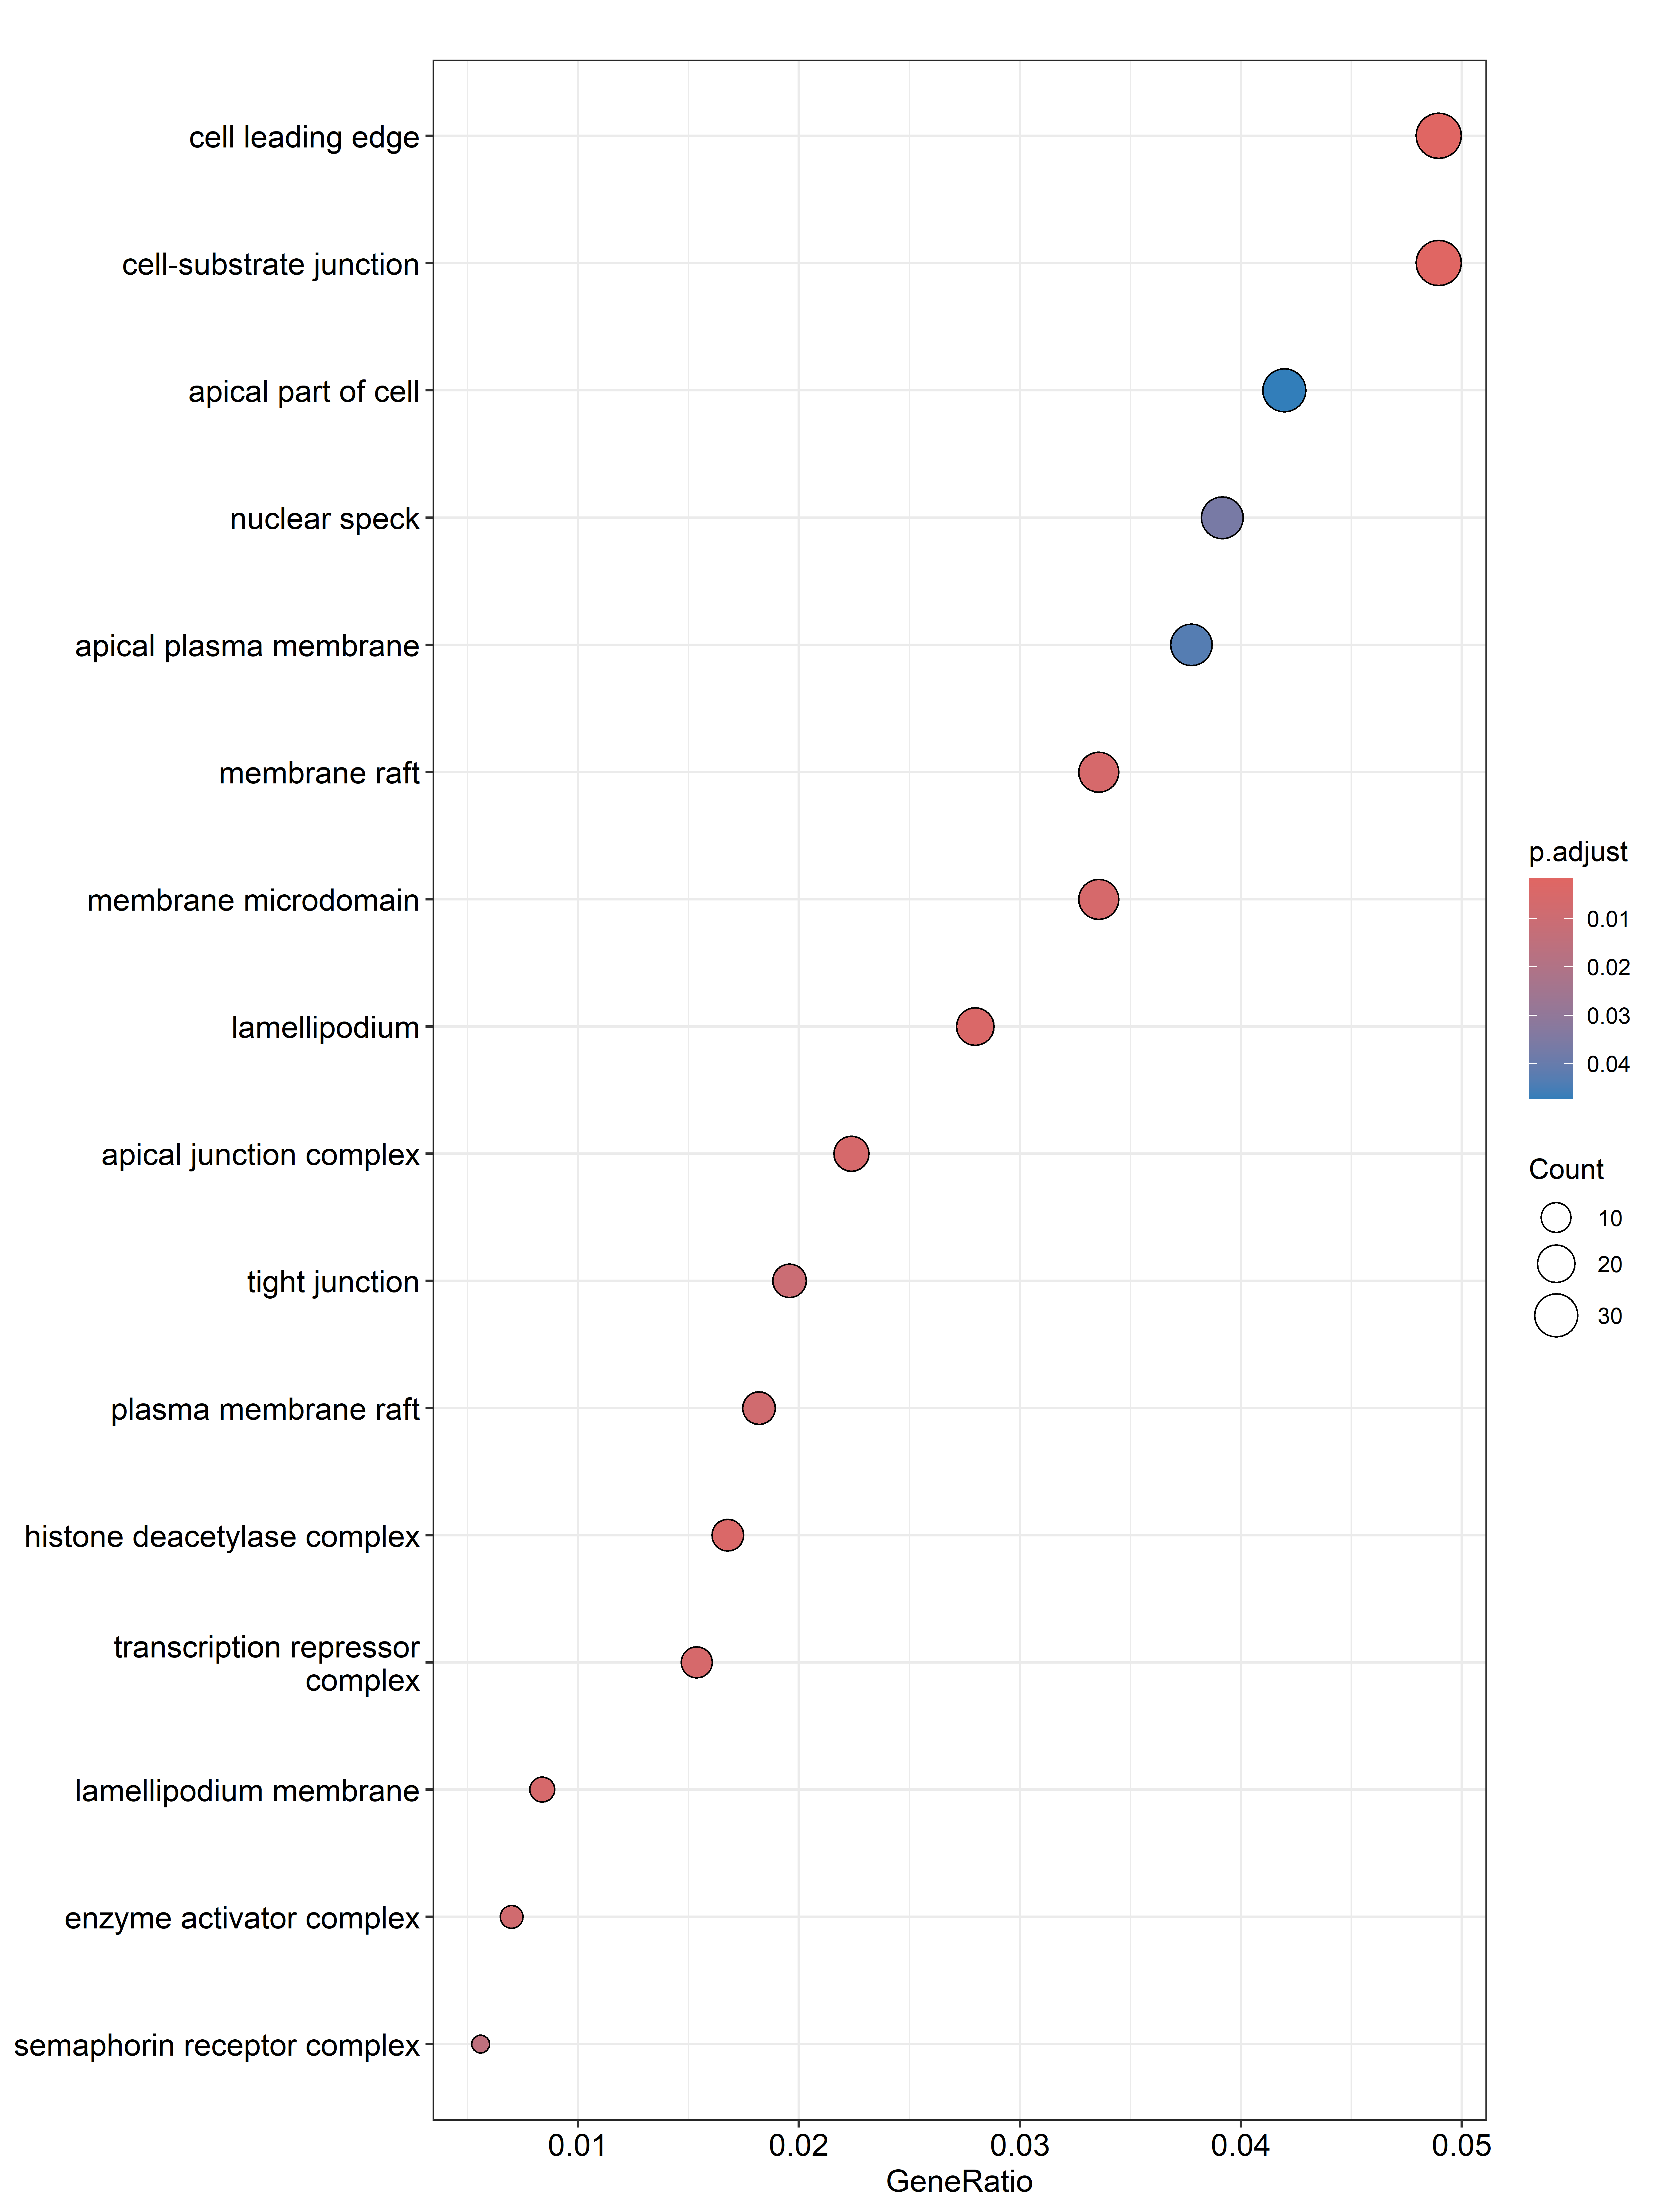 cell leading edge
cell-substrate junction
apical part of cell
nuclear speck
apical plasma membrane
membrane raft
membrane microdomain
lamellipodium
apical junction complex
tight junction
plasma membrane raft
histone deacetylase complex
transcription repressor
complex
lamellipodium membrane
enzyme activator complex
semaphorin receptor complex
0.01 0.02 0.03 0.04 0.05
GeneRatio
p.adjust
0.01
0.02
0.03
0.04
Count
10
20
30